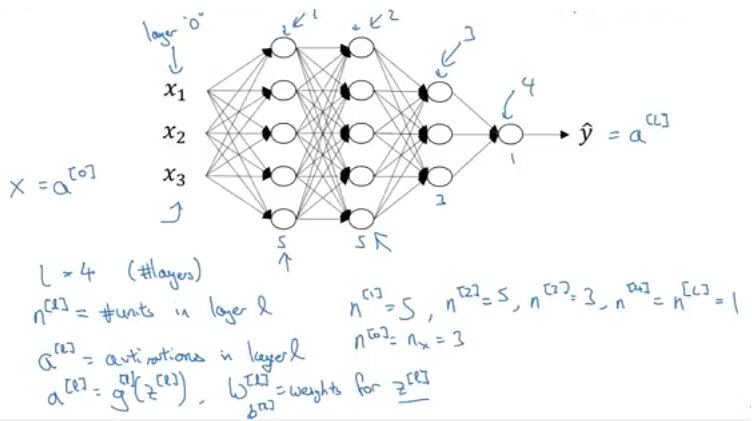 layer "0"
1
2
3
4
x₁
x₂
x₃
ŷ = a^[L]
X = a^[0]
5
5
3
1
L = 4 (#layers)
n^[l] = #units in layer l
n^[1] = 5, n^[2] = 5, n^[3] = 3, n^[4] = n^[L] = 1
n^[0] = n_x = 3
a^[l] = activations in layer l
a^[l] = g^[l](z^[l]), W^[l] = weights for z^[l]
b^[l]